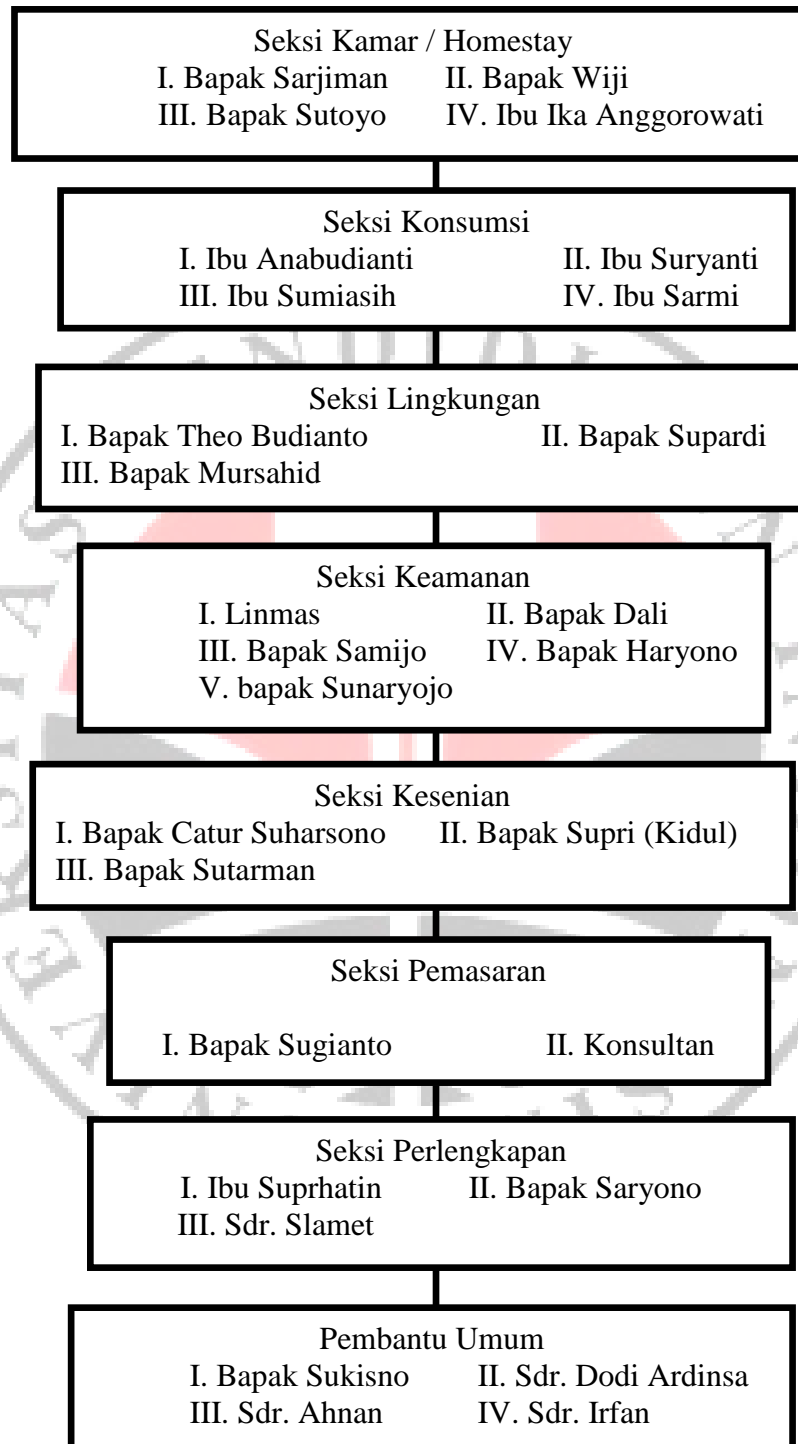 Seksi Kamar / Homestay
I. Bapak Sarjiman II. Bapak Wiji
III. Bapak Sutoyo IV. Ibu Ika Anggorowati
Seksi Konsumsi
I. Ibu Anabudianti II. Ibu Suryanti
III. Ibu Sumiasih IV. Ibu Sarmi
Seksi Lingkungan
I. Bapak Theo Budianto II. Bapak Supardi
III. Bapak Mursahid
Seksi Keamanan
I. Linmas II. Bapak Dali
III. Bapak Samijo IV. Bapak Haryono
V. bapak Sunaryojo
Seksi Kesenian
I. Bapak Catur Suharsono II. Bapak Supri (Kidul)
III. Bapak Sutarman
Seksi Pemasaran
I. Bapak Sugianto II. Konsultan
Seksi Perlengkapan
I. Ibu Suprhatin II. Bapak Saryono
III. Sdr. Slamet
Pembantu Umum
I. Bapak Sukisno II. Sdr. Dodi Ardinsa
III. Sdr. Ahnan IV. Sdr. Irfan